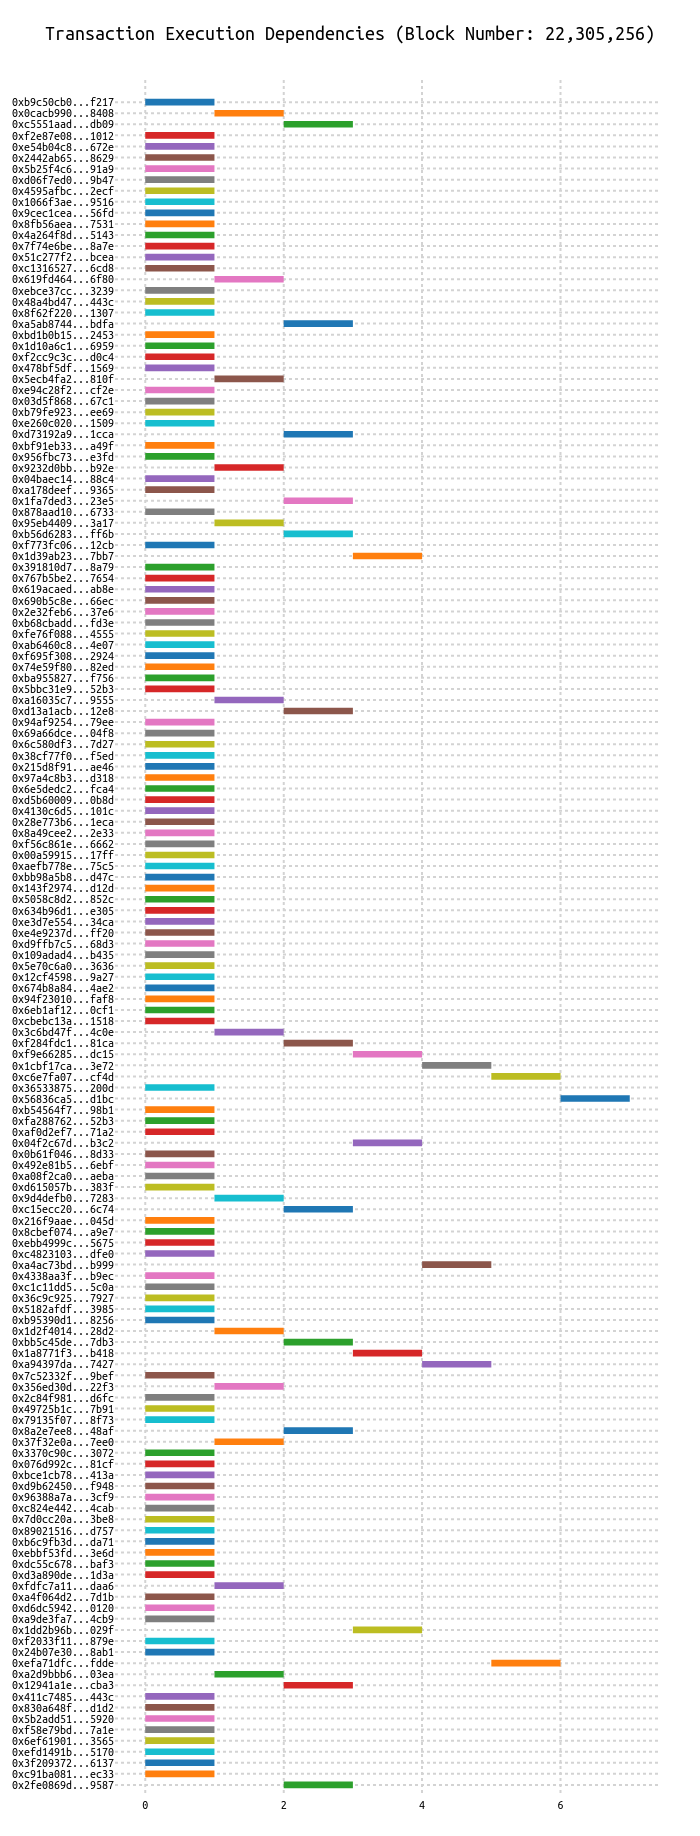 Transaction Execution Dependencies (Block Number: 22,305,256)
0xb9c50cb0...f217
0x0cacb990...8408
0xc5551aad...db09
0xf2e87e08...1012
0xe54b04c8...672e
0x2442ab65...8629
0x5b25f4c6...91a9
0xd06f7ed0...9b47
0x4595afbc...2ecf
0x1066f3ae...9516
0x9cec1cea...56fd
0x8fb56aea...7531
0x4a264f8d...5143
0x7f74e6be...8a7e
0x51c277f2...bcea
0xc1316527...6cd8
0x619fd464...6f80
0xebce37cc...3239
0x48a4bd47...443c
0x8f62f220...1307
0xa5ab8744...bdfa
0xbd1b0b15...2453
0x1d10a6c1...6959
0xf2cc9c3c...d0c4
0x478bf5df...1569
0x5ecb4fa2...810f
0xe94c28f2...cf2e
0x03d5f868...67c1
0xb79fe923...ee69
0xe260c020...1509
0xd73192a9...1cca
0xbf91eb33...a49f
0x956fbc73...e3fd
0x9232d0bb...b92e
0x04baec14...88c4
0xa178deef...9365
0x1fa7ded3...23e5
0x878aad10...6733
0x95eb4409...3a17
0xb56d6283...ff6b
0xf773fc06...12cb
0x1d39ab23...7bb7
0x391810d7...8a79
0x767b5be2...7654
0x619acaed...ab8e
0x690b5c8e...66ec
0x2e32feb6...37e6
0xb68cbadd...fd3e
0xfe76f088...4555
0xab6460c8...4e07
0xf695f308...2924
0x74e59f80...82ed
0xba955827...f756
0x5bbc31e9...52b3
0xa16035c7...9555
0xd13a1acb...12e8
0x94af9254...79ee
0x69a66dce...04f8
0x6c580df3...7d27
0x38cf77f0...f5ed
0x215d8f91...ae46
0x97a4c8b3...d318
0x6e5dedc2...fca4
0xd5b60009...0b8d
0x4130c6d5...101c
0x28e773b6...1eca
0x8a49cee2...2e33
0xf56c861e...6662
0x00a59915...17ff
0xaefb778e...75c5
0xbb98a5b8...d47c
0x143f2974...d12d
0x5058c8d2...852c
0x634b96d1...e305
0xe3d7e554...34ca
0xe4e9237d...ff20
0xd9ffb7c5...68d3
0x109adad4...b435
0x5e70c6a0...3636
0x12cf4598...9a27
0x674b8a84...4ae2
0x94f23010...faf8
0x6eb1af12...0cf1
0xcbebc13a...1518
0x3c6bd47f...4c0e
0xf284fdc1...81ca
0xf9e66285...dc15
0x1cbf17ca...3e72
0xc6e7fa07...cf4d
0x36533875...200d
0x56836ca5...d1bc
0xb54564f7...98b1
0xfa288762...52b3
0xaf0d2ef7...71a2
0x04f2c67d...b3c2
0x0b61f046...8d33
0x492e81b5...6ebf
0xa08f2ca0...aeba
0xd615057b...383f
0x9d4defb0...7283
0xc15ecc20...6c74
0x216f9aae...045d
0x8cbef074...a9e7
0xebb4999c...5675
0xc4823103...dfe0
0xa4ac73bd...b999
0x4338aa3f...b9ec
0xc1c11dd5...5c0a
0x36c9c925...7927
0x5182afdf...3985
0xb95390d1...8256
0x1d2f4014...28d2
0xbb5c45de...7db3
0x1a8771f3...b418
0xa94397da...7427
0x7c52332f...9bef
0x356ed30d...22f3
0x2c84f981...d6fc
0x49725b1c...7b91
0x79135f07...8f73
0x8a2e7ee8...48af
0x37f32e0a...7ee0
0x3370c90c...3072
0x076d992c...81cf
0xbce1cb78...413a
0xd9b62450...f948
0x96388a7a...3cf9
0xc824e442...4cab
0x7d0cc20a...3be8
0x89021516...d757
0xb6c9fb3d...da71
0xebbf53fd...3e6d
0xdc55c678...baf3
0xd3a890de...1d3a
0xfdfc7a11...daa6
0xa4f064d2...7d1b
0xd6dc5942...0120
0xa9de3fa7...4cb9
0x1dd2b96b...029f
0xf2033f11...879e
0x24b07e30...8ab1
0xefa71dfc...fdde
0xa2d9bbb6...03ea
0x12941a1e...cba3
0x411c7485...443c
0x830a648f...d1d2
0x5b2add51...5920
0xf58e79bd...7a1e
0x6ef61901...3565
0xefd1491b...5170
0x3f209372...6137
0xc91ba081...ec33
0x2fe0869d...9587
0 2 4 6